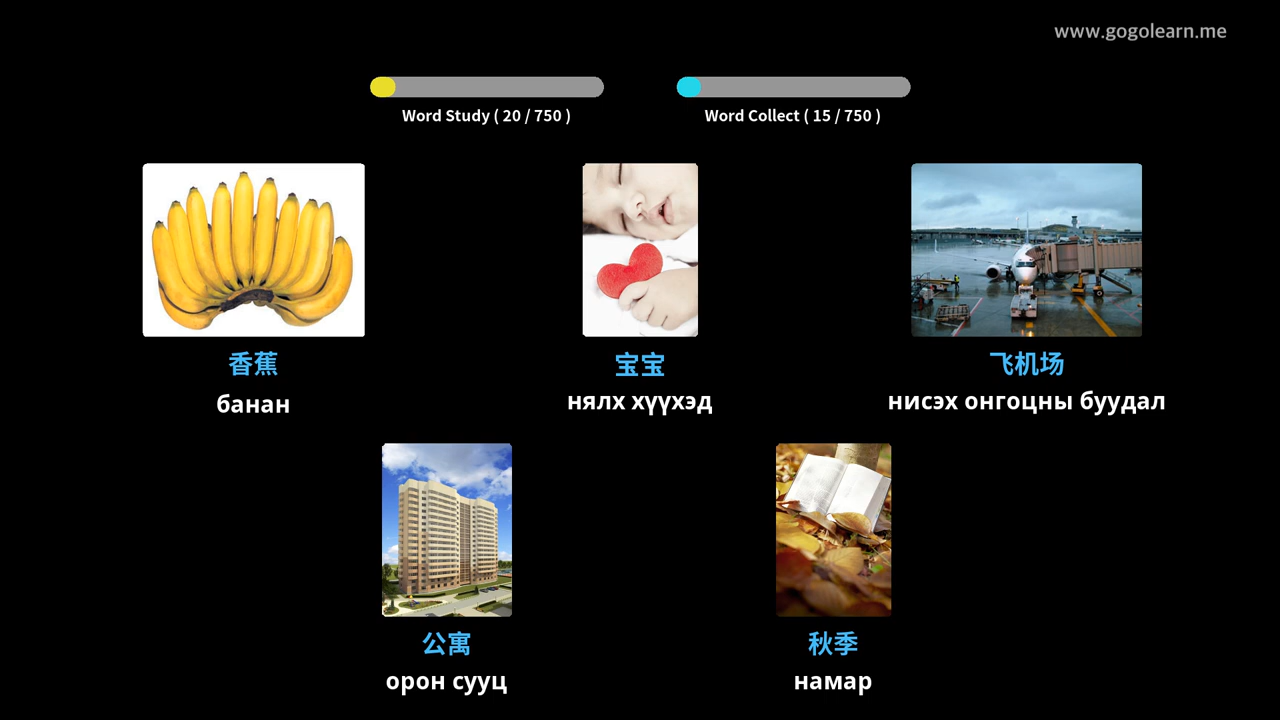 www.gogolearn.me
Word Study ( 20 / 750 )
Word Collect ( 15 / 750 )
香蕉
банан
宝宝
нялх хүүхэд
飞机场
нисэх онгоцны буудал
公寓
орон сууц
秋季
намар